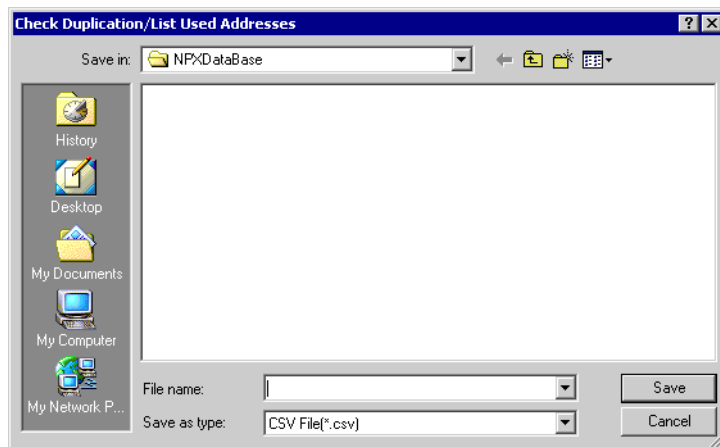 Check Duplication/List Used Addresses
Save in: NPXDataBase
History
Desktop
My Documents
My Computer
My Network P...
File name: Save
Save as type: CSV File(*.csv) Cancel